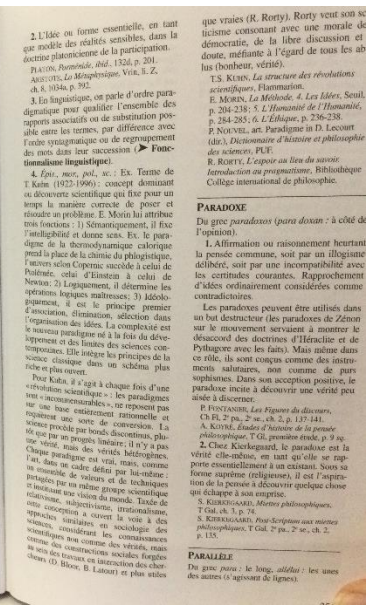 2. L'Idée ou forme essentielle, en tant
que modèle des réalités sensibles, dans la
doctrine platonicienne de la participation.
PLATON, Parménide, ibid., 132d, p. 201.
ARISTOTE, La Métaphysique, Vrin, li. Z,
ch. 8, 1034a, p. 392.
3. En linguistique, on parle d'ordre para-
digmatique pour qualifier l'ensemble des
rapports associatifs ou de substitution pos-
sible entre les termes, par différence avec
l'ordre syntagmatique ou de regroupement
des mots dans leur succession (➤ Fonc-
tionnalisme linguistique).
4. Épis., mor., pol., sc. : Ex. Terme de
T. Kuhn (1922-1996) : concept dominant
ou découverte scientifique qui fixe pour un
temps la manière correcte de poser et
résoudre un problème. E. Morin lui attribue
trois fonctions : 1) Sémantiquement, il fixe
l'intelligibilité et donne sens. Ex. le para-
digme de la thermodynamique calorique
prend la place de la chimie du phlogistique,
l'univers selon Copernic succède à celui de
Ptolémée, celui d'Einstein à celui de
Newton ; 2) Logiquement, il détermine les
opérations logiques maîtresses ; 3) Idéolo-
giquement, il est le principe premier
d'association, élimination, sélection dans
l'organisation des idées. La complexité est
le nouveau paradigme né à la fois du déve-
loppement et des limites des sciences con-
temporaines. Elle intègre les principes de la
science classique dans un schéma plus
riche et plus ouvert.
Pour Kuhn, il s'agit à chaque fois d'une
« révolution scientifique » : les paradigmes
sont « incommensurables », ne reposent pas
sur une base entièrement rationnelle et
requièrent une sorte de conversion. La
science procède par bonds discontinus, plu-
tôt que par un progrès linéaire ; il n'y a pas
une vérité, mais des vérités hétérogènes.
Chaque paradigme est vrai, mais, comme
l'art, dans un cadre défini par lui-même :
un ensemble de valeurs et de techniques
partagées par un même groupe scientifique
et instituant une vision du monde. Taxée de
relativisme, subjectivisme, irrationalisme,
cette conception a ouvert la voie à des
approches similaires en sociologie des
sciences, considérant les connaissances
scientifiques non comme des vérités, mais
comme des constructions sociales forgées
au sein des travaux en interaction des cher-
cheurs (D. Bloor, B. Latour) et plus utiles
que vraies (R. Rorty). Rorty veut son sc
ticisme consonant avec une morale de
démocratie, de la libre discussion et
doute, méfiante à l'égard de tous les ab
lus (bonheur, vérité).
T.S. KUHN, La structure des révolutions
scientifiques, Flammarion.
E. MORIN, La Méthode, 4. Les Idées, Seuil,
p. 204-238 ; 5. L'Humanité de l'Humanité,
p. 284-285 ; 6. L'Éthique, p. 236-238.
P. NOUVEL, art. Paradigme in D. Lecourt
(dir.), Dictionnaire d'histoire et philosophie
des sciences, PUF.
R. RORTY, L'espoir au lieu du savoir.
Introduction au pragmatisme, Bibliothèque
Collège international de philosophie.
PARADOXE
Du grec paradoxos (para doxan : à côté de
l'opinion).
1. Affirmation ou raisonnement heurtant
la pensée commune, soit par un illogisme
délibéré, soit par une incompatibilité avec
les certitudes courantes. Rapprochement
d'idées ordinairement considérées comme
contradictoires.
Les paradoxes peuvent être utilisés dans
un but destructeur (les paradoxes de Zénon
sur le mouvement servaient à montrer le
désaccord des doctrines d'Héraclite et de
Pythagore avec les faits). Mais même dans
ce rôle, ils sont conçus comme des instru-
ments salutaires, non comme de purs
sophismes. Dans son acception positive, le
paradoxe incite à découvrir une vérité peu
aisée à discerner.
P. FONTANIER, Les Figures du discours,
Ch Fl, 2e pa., 2e se., ch. 2, p. 137-141.
A. KOYRÉ, Études d'histoire de la pensée
philosophique, T Gl, première étude, p. 9 sq.
2. Chez Kierkegaard, le paradoxe est la
vérité elle-même, en tant qu'elle se rap-
porte essentiellement à un existant. Sous sa
forme suprême (religieuse), il est l'aspira-
tion de la pensée à découvrir quelque chose
qui échappe à son emprise.
S. KIERKEGAARD, Miettes philosophiques,
T Gal, ch. 3, p. 74.
S. KIERKEGAARD, Post-Scriptum aux miettes
philosophiques, T Gal, 2e pa., 2e se., ch. 2,
p. 135.
PARALLÈLE
Du grec para : le long, allêlai : les unes
des autres (s'agissant de lignes).